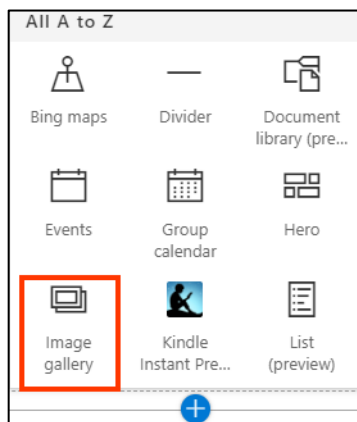 All A to Z
Bing maps
Divider
Document
library (pre...
Events
Group
calendar
Hero
Image
gallery
Kindle
Instant Pre...
List
(preview)